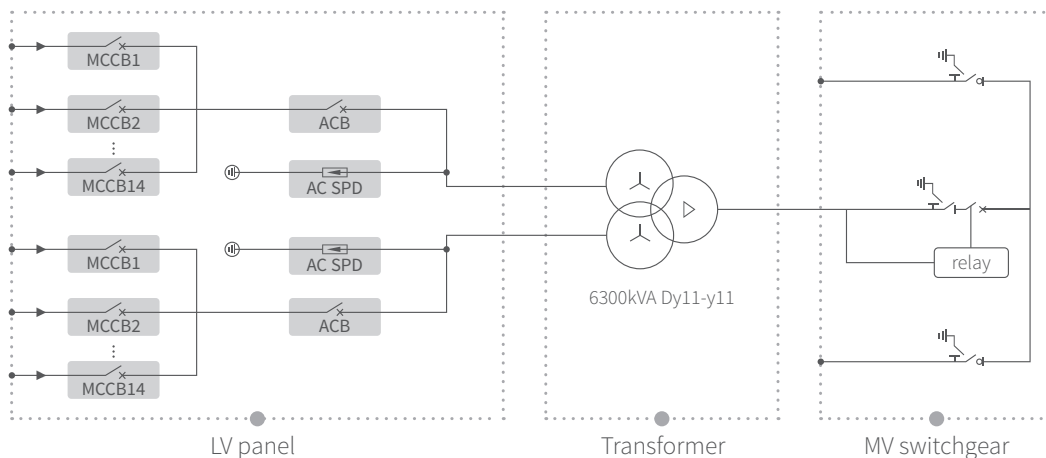 MCCB1
MCCB2
MCCB14
ACB
AC SPD
MCCB1
MCCB2
MCCB14
AC SPD
ACB
6300kVA Dy11-y11
relay
LV panel
Transformer
MV switchgear